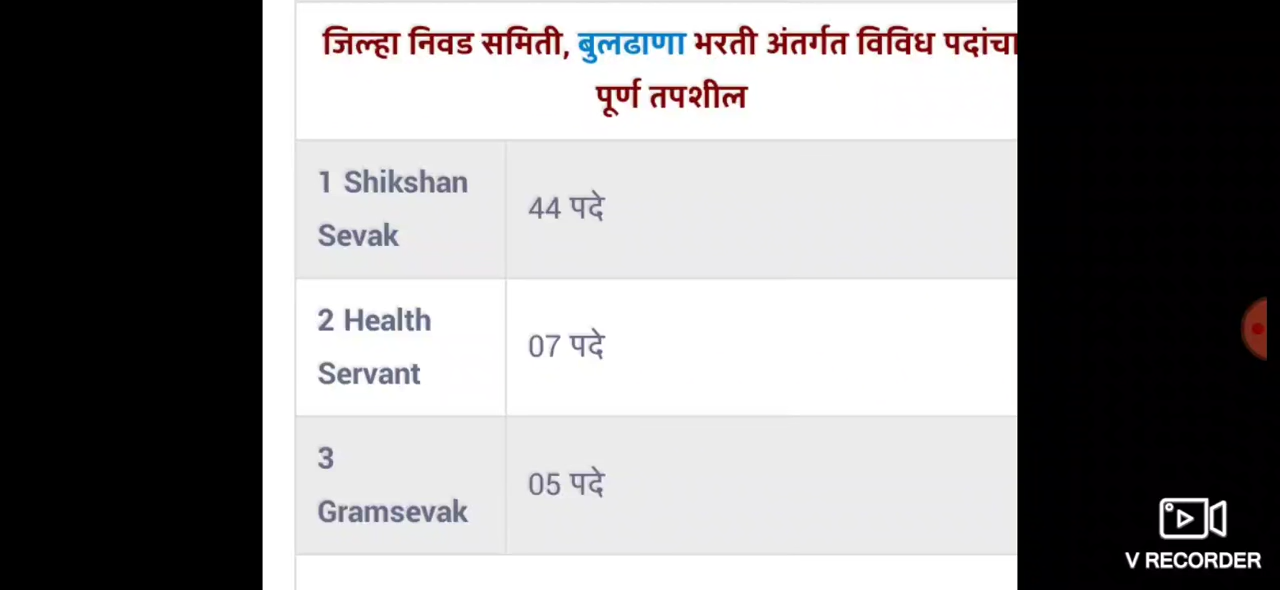 जिल्हा निवड समिती, बुलढाणा भरती अंतर्गत विविध पदांचा
पूर्ण तपशील
1 Shikshan
Sevak
44 पदे
2 Health
Servant
07 पदे
3
Gramsevak
05 पदे
V RECORDER